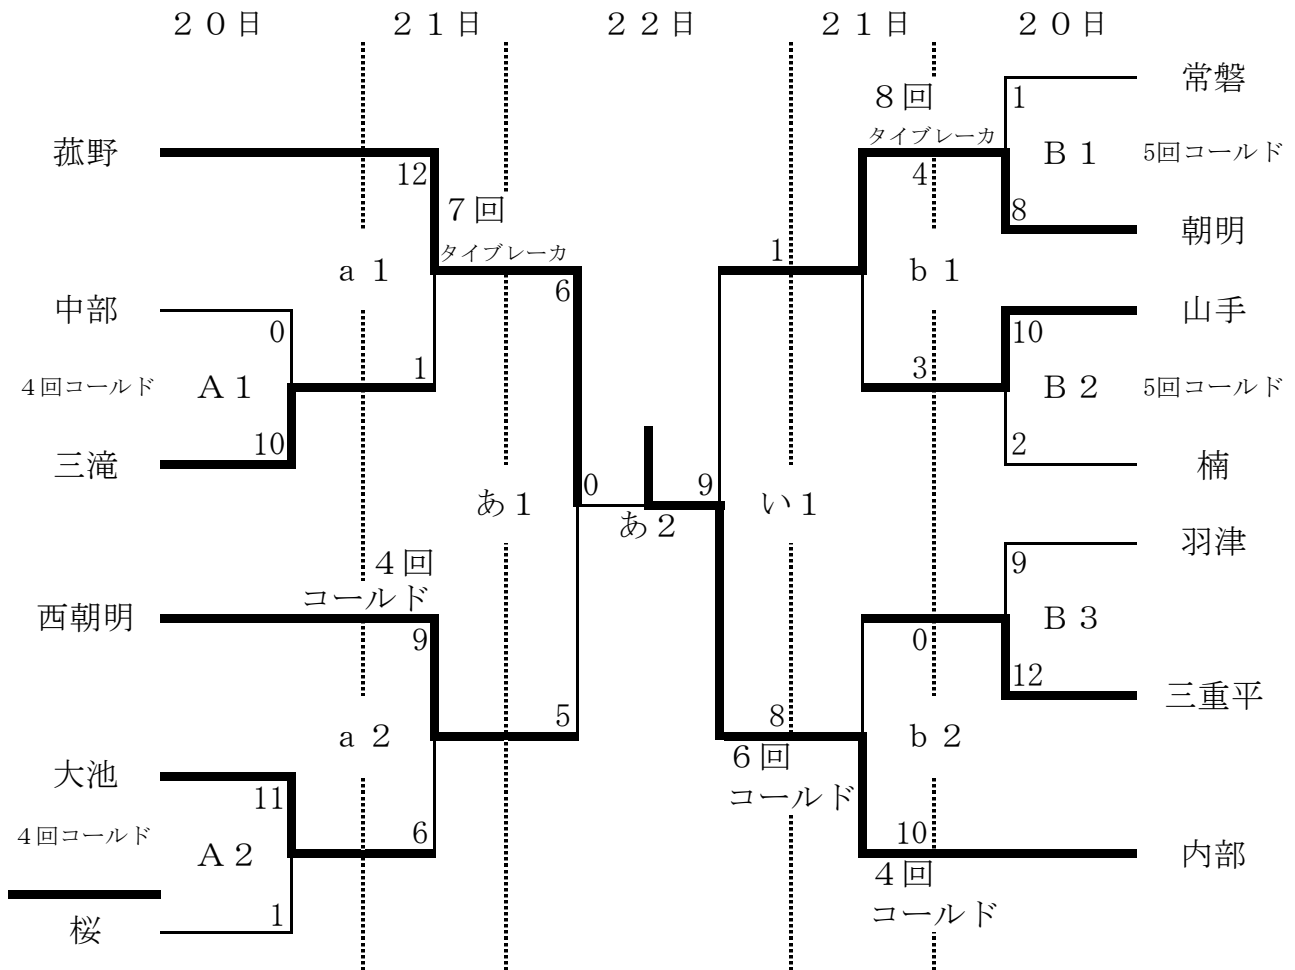 ２０日 ２１日 ２２日 ２１日 ２０日
常磐
８回
1
タイブレーカ
菰野
Ｂ１
5回コールド
12
4
７回
8
朝明
タイブレーカ
1
ａ１
ｂ１
6
中部
山手
0
10
1
3
４回コールド
Ａ１
Ｂ２
5回コールド
10
2
三滝
楠
0
9
あ１
い１
あ２
羽津
４回
9
コールド
西朝明
Ｂ３
9
0
12
三重平
5
8
ａ２
ｂ２
６回
大池
11
コールド
４回コールド
6
10
Ａ２
内部
４回
1
コールド
桜